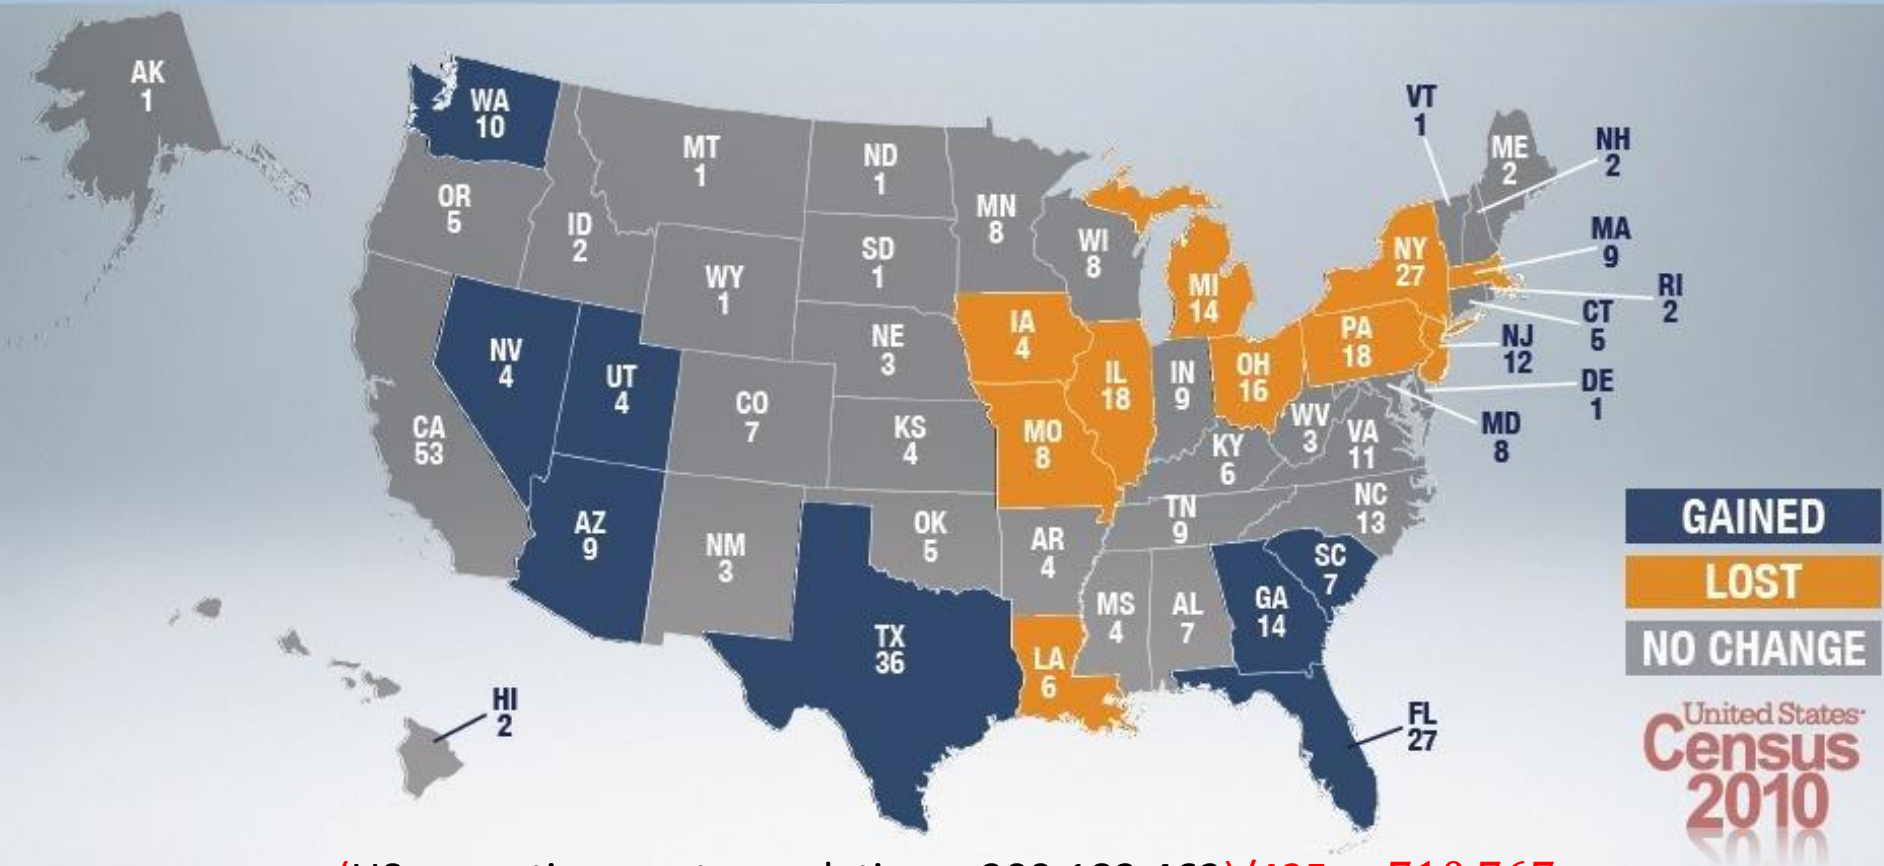 AK
1
WA
10
MT
1
ND
1
MN
8
OR
5
ID
2
WY
1
SD
1
WI
8
MI
14
VT
1
ME
2
NH
2
NY
27
MA
9
RI
2
CT
5
NJ
12
DE
1
MD
8
NV
4
UT
4
CO
7
NE
3
IA
4
IL
18
IN
9
OH
16
PA
18
WV
3
VA
11
CA
53
KS
4
MO
8
KY
6
TN
9
NC
13
AZ
9
NM
3
OK
5
AR
4
SC
7
TX
36
LA
6
MS
4
AL
7
GA
14
FL
27
HI
2
GAINED
LOST
NO CHANGE
United States
Census
2010